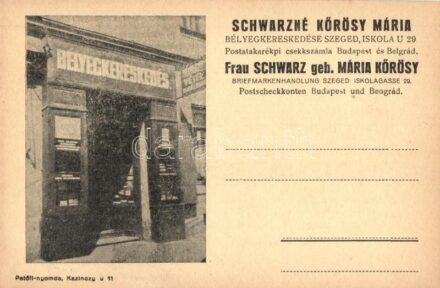 BÉLYEGKERESKEDÉS
SCHWARZNÉ KŐRÖSY MÁRIA
BÉLYEGKERESKEDÉSE SZEGED, ISKOLA U 29
Postatakarékpi csekkszámla Budapest és Belgrád.
Frau SCHWARZ geb. MÁRIA KŐRÖSY
BRIEFMARKENHANDLUNG SZEGED ISKOLAGASSE 29.
Postscheckkonten Budapest und Beograd.
Petőfi-nyomda, Kazinczy u 11